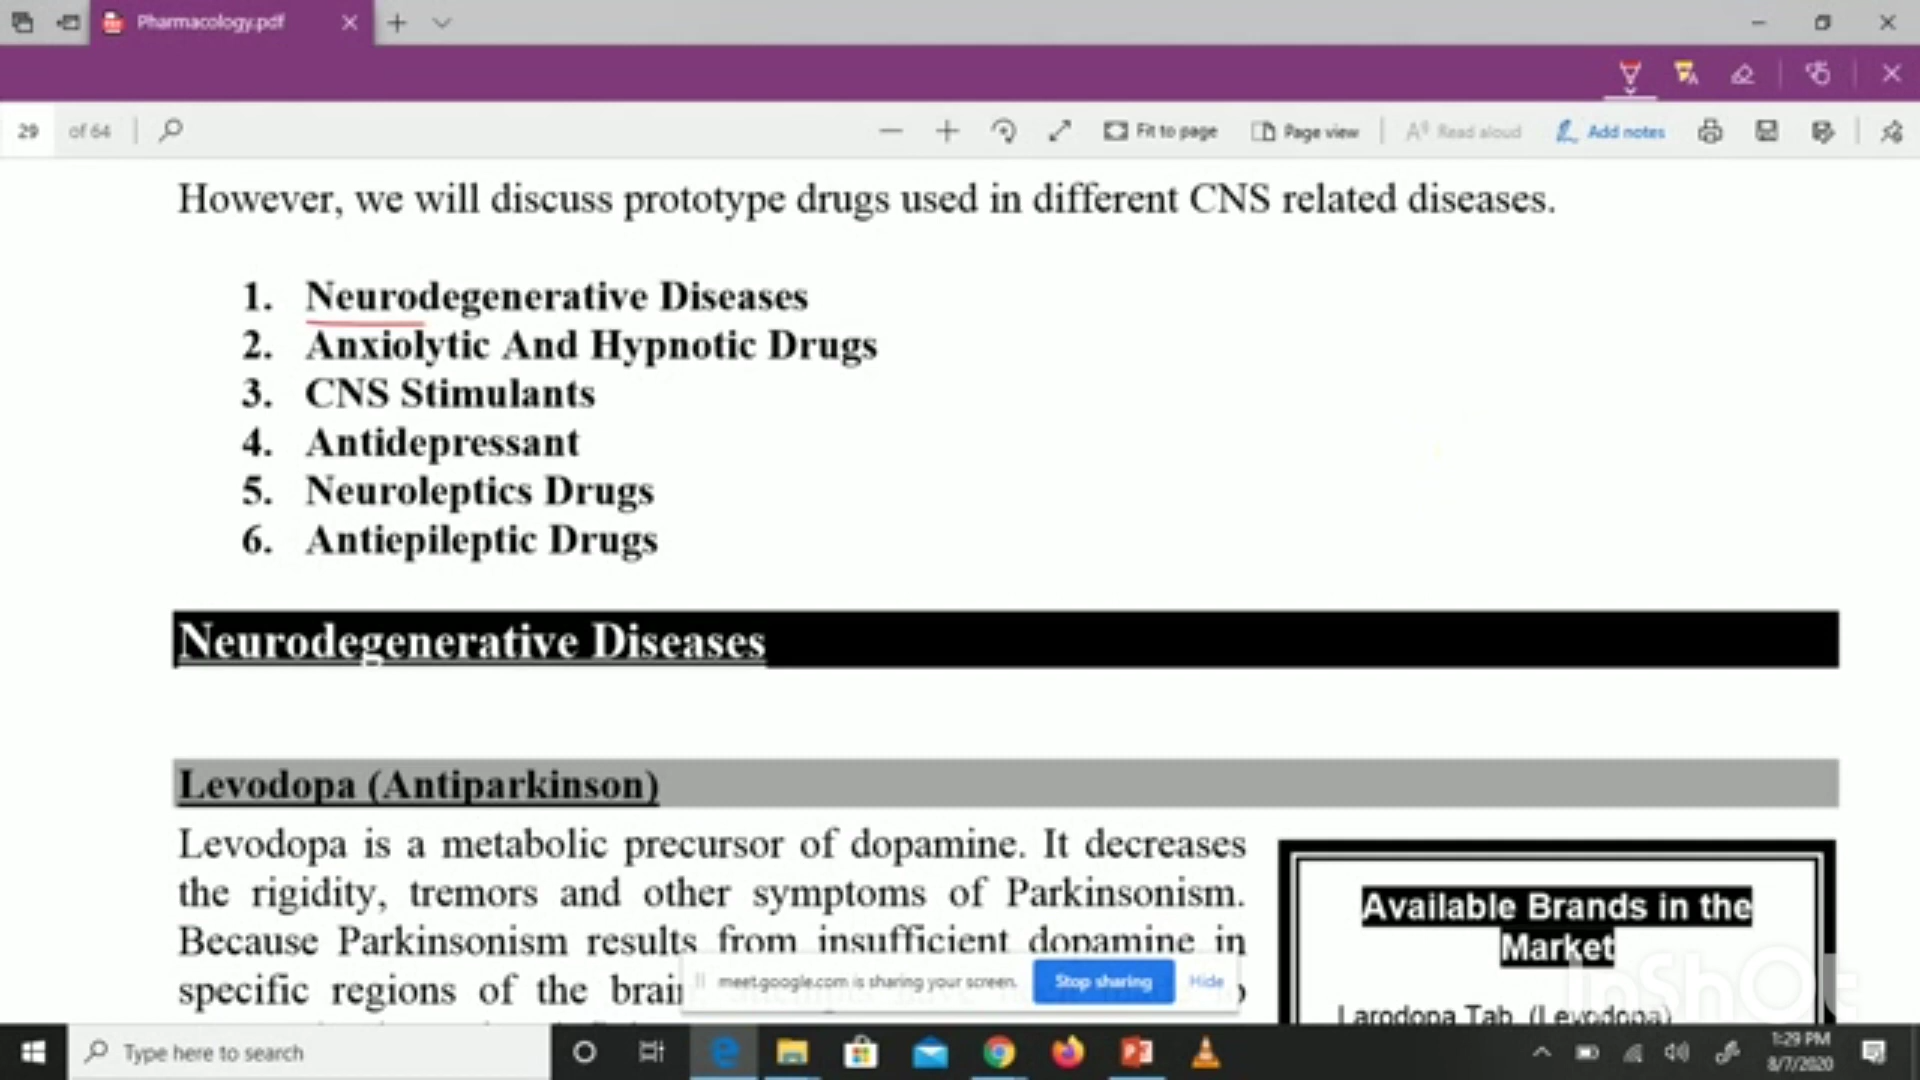 Pharmacology.pdf
29 of 64
Fit to page
Page view
Read aloud
Add notes
However, we will discuss prototype drugs used in different CNS related diseases.
1. Neurodegenerative Diseases
2. Anxiolytic And Hypnotic Drugs
3. CNS Stimulants
4. Antidepressant
5. Neuroleptics Drugs
6. Antiepileptic Drugs
Neurodegenerative Diseases
Levodopa (Antiparkinson)
Levodopa is a metabolic precursor of dopamine. It decreases
the rigidity, tremors and other symptoms of Parkinsonism.
Because Parkinsonism results from insufficient dopamine in
specific regions of the brain
Available Brands in the
Market
Larodopa Tab. (Levodopa)
meet.google.com is sharing your screen.
Stop sharing
Hide
InShOt
Type here to search
1:29 PM
8/7/2020